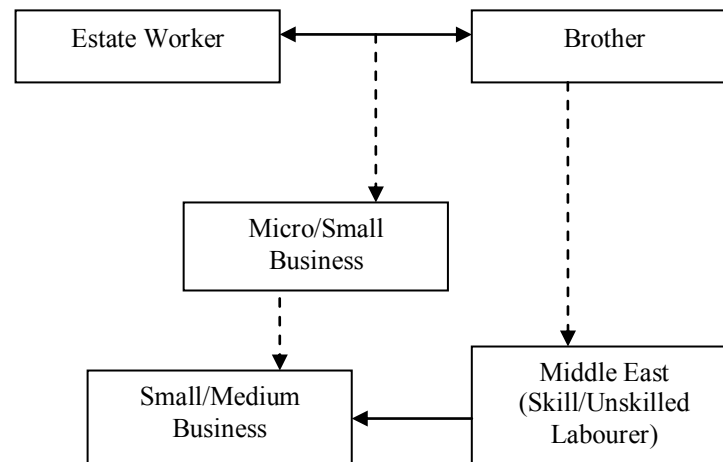 Estate Worker
Brother
Micro/Small
Business
Small/Medium
Business
Middle East
(Skill/Unskilled
Labourer)